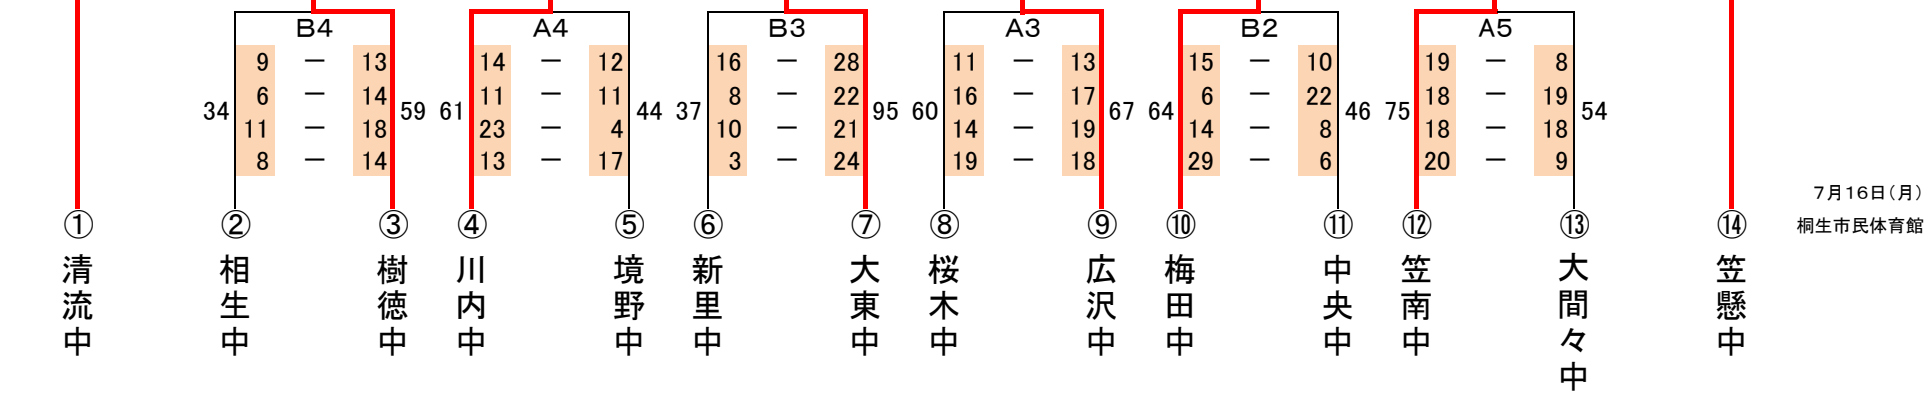 B4 A4 B3 A3 B2 A5
9 － 13 14 － 12 16 － 28 11 － 13 15 － 10 19 － 8
6 － 14 11 － 11 8 － 22 16 － 17 6 － 22 18 － 19
34 59 61 44 37 95 60 67 64 46 75 54
11 － 18 23 － 4 10 － 21 14 － 19 14 － 8 18 － 18
8 － 14 13 － 17 3 － 24 19 － 18 29 － 6 20 － 9
7月16日（月）
桐生市民体育館
① ② ③ ④ ⑤ ⑥ ⑦ ⑧ ⑨ ⑩ ⑪ ⑫ ⑬ ⑭
清流中
相生中
樹徳中
川内中
境野中
新里中
大東中
桜木中
広沢中
梅田中
中央中
笠南中
大間々中
笠懸中